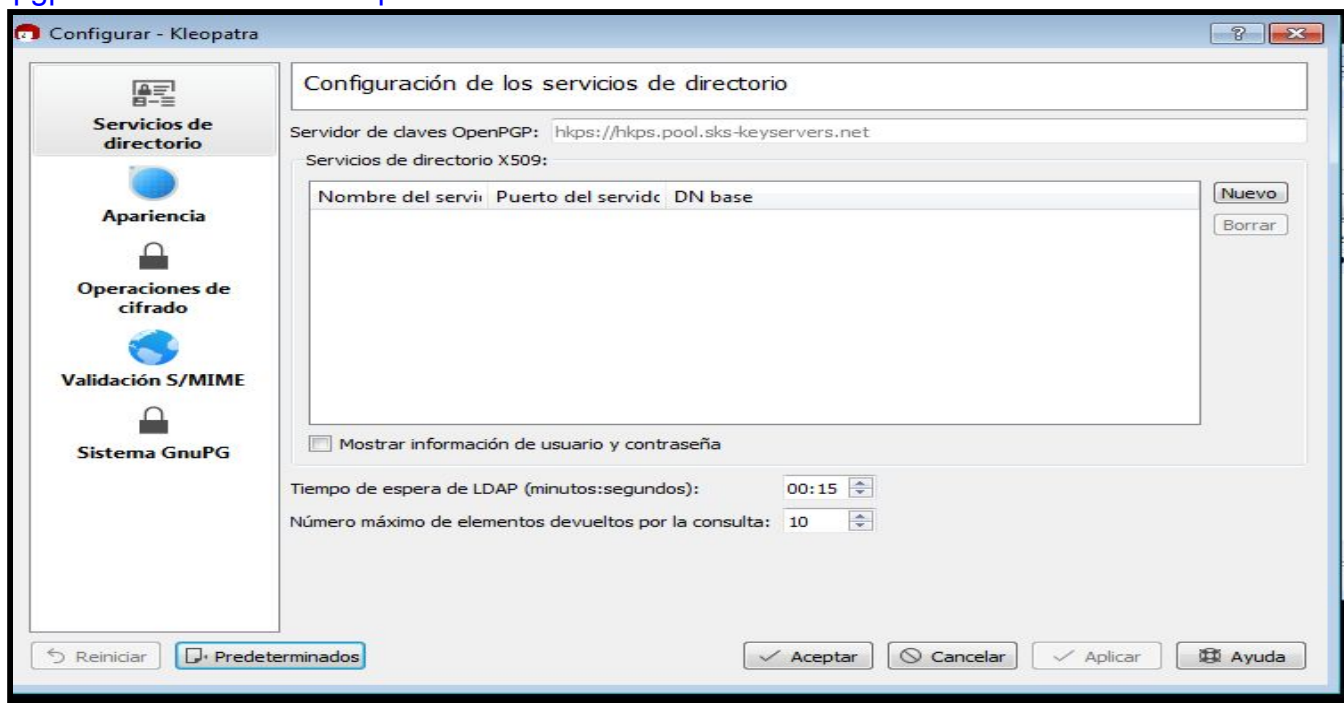 Configurar - Kleopatra
Servicios de
directorio
Apariencia
Operaciones de
cifrado
Validación S/MIME
Sistema GnuPG
Configuración de los servicios de directorio
Servidor de claves OpenPGP: hkps://hkps.pool.sks-keyservers.net
Servicios de directorio X509:
Nombre del servi Puerto del servido DN base
Nuevo
Borrar
Mostrar información de usuario y contraseña
Tiempo de espera de LDAP (minutos:segundos): 00:15
Número máximo de elementos devueltos por la consulta: 10
Reiniciar Predeterminados Aceptar Cancelar Aplicar Ayuda